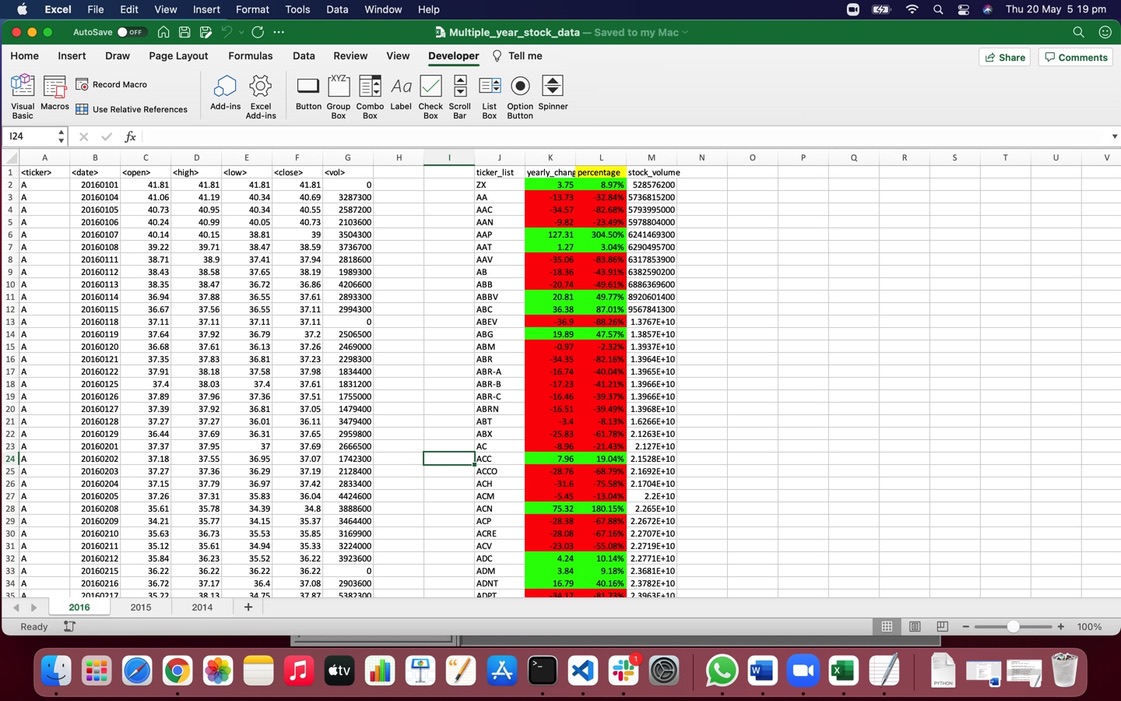 Excel File Edit View Insert Format Tools Data Window Help Thu 20 May 5 19 pm
AutoSave OFF Multiple_year_stock_data — Saved to my Mac
Home Insert Draw Page Layout Formulas Data Review View Developer Tell me Share Comments
Visual Basic Macros Record Macro Use Relative References Add-ins Excel Add-ins Button Group Box Combo Box Label Check Box Scroll Bar List Box Option Button Spinner
I24 fx
A B C D E F G H I J K L M N O P Q R S T U V
1 <ticker> <date> <open> <high> <low> <close> <vol> ticker_list yearly_chang percentage stock_volume
2 A 20160101 41.81 41.81 41.81 41.81 0 ZX 3.75 8.97% 528576200
3 A 20160104 41.06 41.19 40.34 40.69 3287300 AA -13.73 -32.84% 5736815200
4 A 20160105 40.73 40.95 40.34 40.55 2587200 AAC -34.57 -82.68% 5793995000
5 A 20160106 40.24 40.99 40.05 40.73 2103600 AAN -9.82 -23.49% 5978804000
6 A 20160107 40.14 40.15 38.81 39 3504300 AAP 127.31 304.50% 6241469300
7 A 20160108 39.22 39.71 38.47 38.59 3736700 AAT 1.27 3.04% 6290495700
8 A 20160111 38.71 38.9 37.41 37.94 2818600 AAV -35.06 -83.86% 6317853900
9 A 20160112 38.43 38.58 37.65 38.19 1989300 AB -18.36 -43.91% 6382590200
10 A 20160113 38.35 38.47 36.72 36.86 4206600 ABB -20.74 -49.61% 6886369600
11 A 20160114 36.94 37.88 36.55 37.61 2893300 ABBV 20.81 49.77% 8920601400
12 A 20160115 36.67 37.56 36.55 37.11 2994300 ABC 36.38 87.01% 9567841300
13 A 20160118 37.11 37.11 37.11 37.11 0 ABEV -36.9 -88.26% 1.3767E+10
14 A 20160119 37.64 37.92 36.79 37.2 2506500 ABG 19.89 47.57% 1.3857E+10
15 A 20160120 36.68 37.61 36.13 37.26 2469000 ABM -0.97 -2.32% 1.3937E+10
16 A 20160121 37.35 37.83 36.81 37.23 2298300 ABR -34.35 -82.16% 1.3964E+10
17 A 20160122 37.91 38.18 37.58 37.98 1834400 ABR-A -16.74 -40.04% 1.3965E+10
18 A 20160125 37.4 38.03 37.4 37.61 1831200 ABR-B -17.23 -41.21% 1.3966E+10
19 A 20160126 37.89 37.96 37.36 37.51 1755000 ABR-C -16.46 -39.37% 1.3966E+10
20 A 20160127 37.39 37.92 36.81 37.05 1479400 ABRN -16.51 -39.49% 1.3968E+10
21 A 20160128 37.27 37.27 36.01 36.11 3479400 ABT -3.4 -8.13% 1.6266E+10
22 A 20160129 36.44 37.69 36.31 37.65 2959800 ABX -25.83 -61.78% 2.1263E+10
23 A 20160201 37.37 37.95 37 37.69 2666500 AC -8.96 -21.43% 2.127E+10
24 A 20160202 37.18 37.55 36.95 37.07 1742300 ACC 7.96 19.04% 2.1528E+10
25 A 20160203 37.27 37.36 36.29 37.19 2128400 ACCO -28.76 -68.79% 2.1692E+10
26 A 20160204 37.15 37.79 36.97 37.42 2833400 ACH -31.6 -75.58% 2.1704E+10
27 A 20160205 37.26 37.31 35.83 36.04 4424600 ACM -5.45 -13.04% 2.2E+10
28 A 20160208 35.61 35.78 34.39 34.8 3888600 ACN 75.32 180.15% 2.265E+10
29 A 20160209 34.21 35.77 34.15 35.37 3464400 ACP -28.38 -67.88% 2.2672E+10
30 A 20160210 35.63 36.73 35.53 35.85 3169900 ACRE -28.08 -67.16% 2.2707E+10
31 A 20160211 35.12 35.61 34.94 35.33 3224000 ACV -23.03 -55.08% 2.2719E+10
32 A 20160212 35.84 36.23 35.52 36.22 3923600 ADC 4.24 10.14% 2.2771E+10
33 A 20160215 36.22 36.22 36.22 36.22 0 ADM 3.84 9.18% 2.3681E+10
34 A 20160216 36.72 37.17 36.4 37.08 2903600 ADNT 16.79 40.16% 2.3782E+10
35 A 20160217 35.22 38.13 34.75 37.87 5382300 ADPT -34.17 -81.73% 2.3963E+10
2016 2015 2014 +
Ready 100%
tv 1 PYTHON